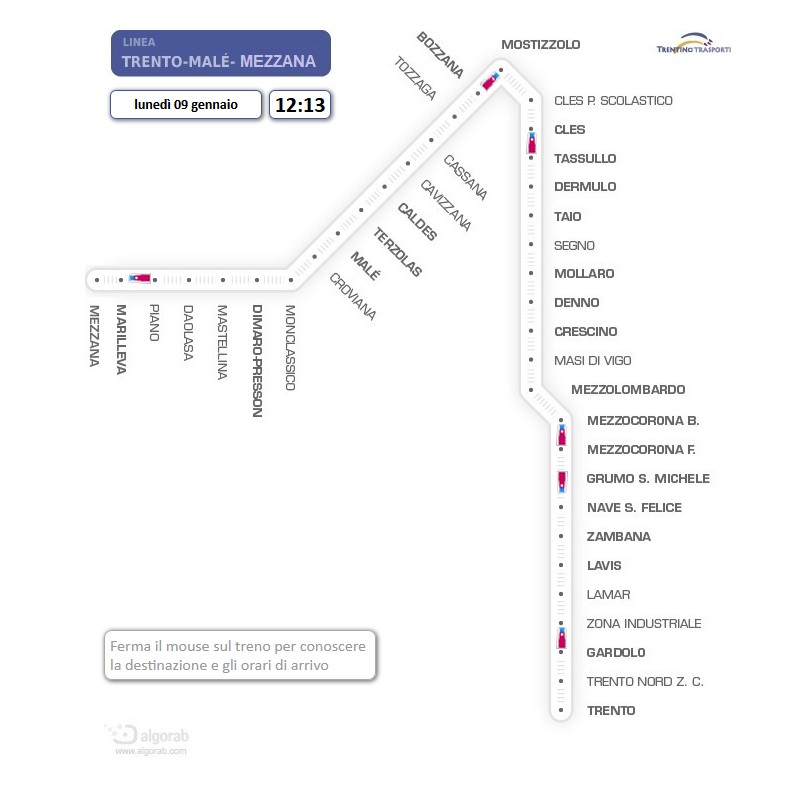 LINEA
TRENTO-MALÉ- MEZZANA
lunedì 09 gennaio
12:13
TRENTINO TRASPORTI
MOSTIZZOLO
BOZZANA
TOZZAGA
CASSANA
CAVIZZANA
CALDES
TERZOLAS
MALÉ
CROVIANA
MEZZANA
MARILLEVA
PIANO
DAOLASA
MASTELLINA
DIMARO-PRESSON
MONCLASSICO
CLES P. SCOLASTICO
CLES
TASSULLO
DERMULO
TAIO
SEGNO
MOLLARO
DENNO
CRESCINO
MASI DI VIGO
MEZZOLOMBARDO
MEZZOCORONA B.
MEZZOCORONA F.
GRUMO S. MICHELE
NAVE S. FELICE
ZAMBANA
LAVIS
LAMAR
ZONA INDUSTRIALE
GARDOLO
TRENTO NORD Z. C.
TRENTO
Ferma il mouse sul treno per conoscere
la destinazione e gli orari di arrivo
algorab
www.algorab.com